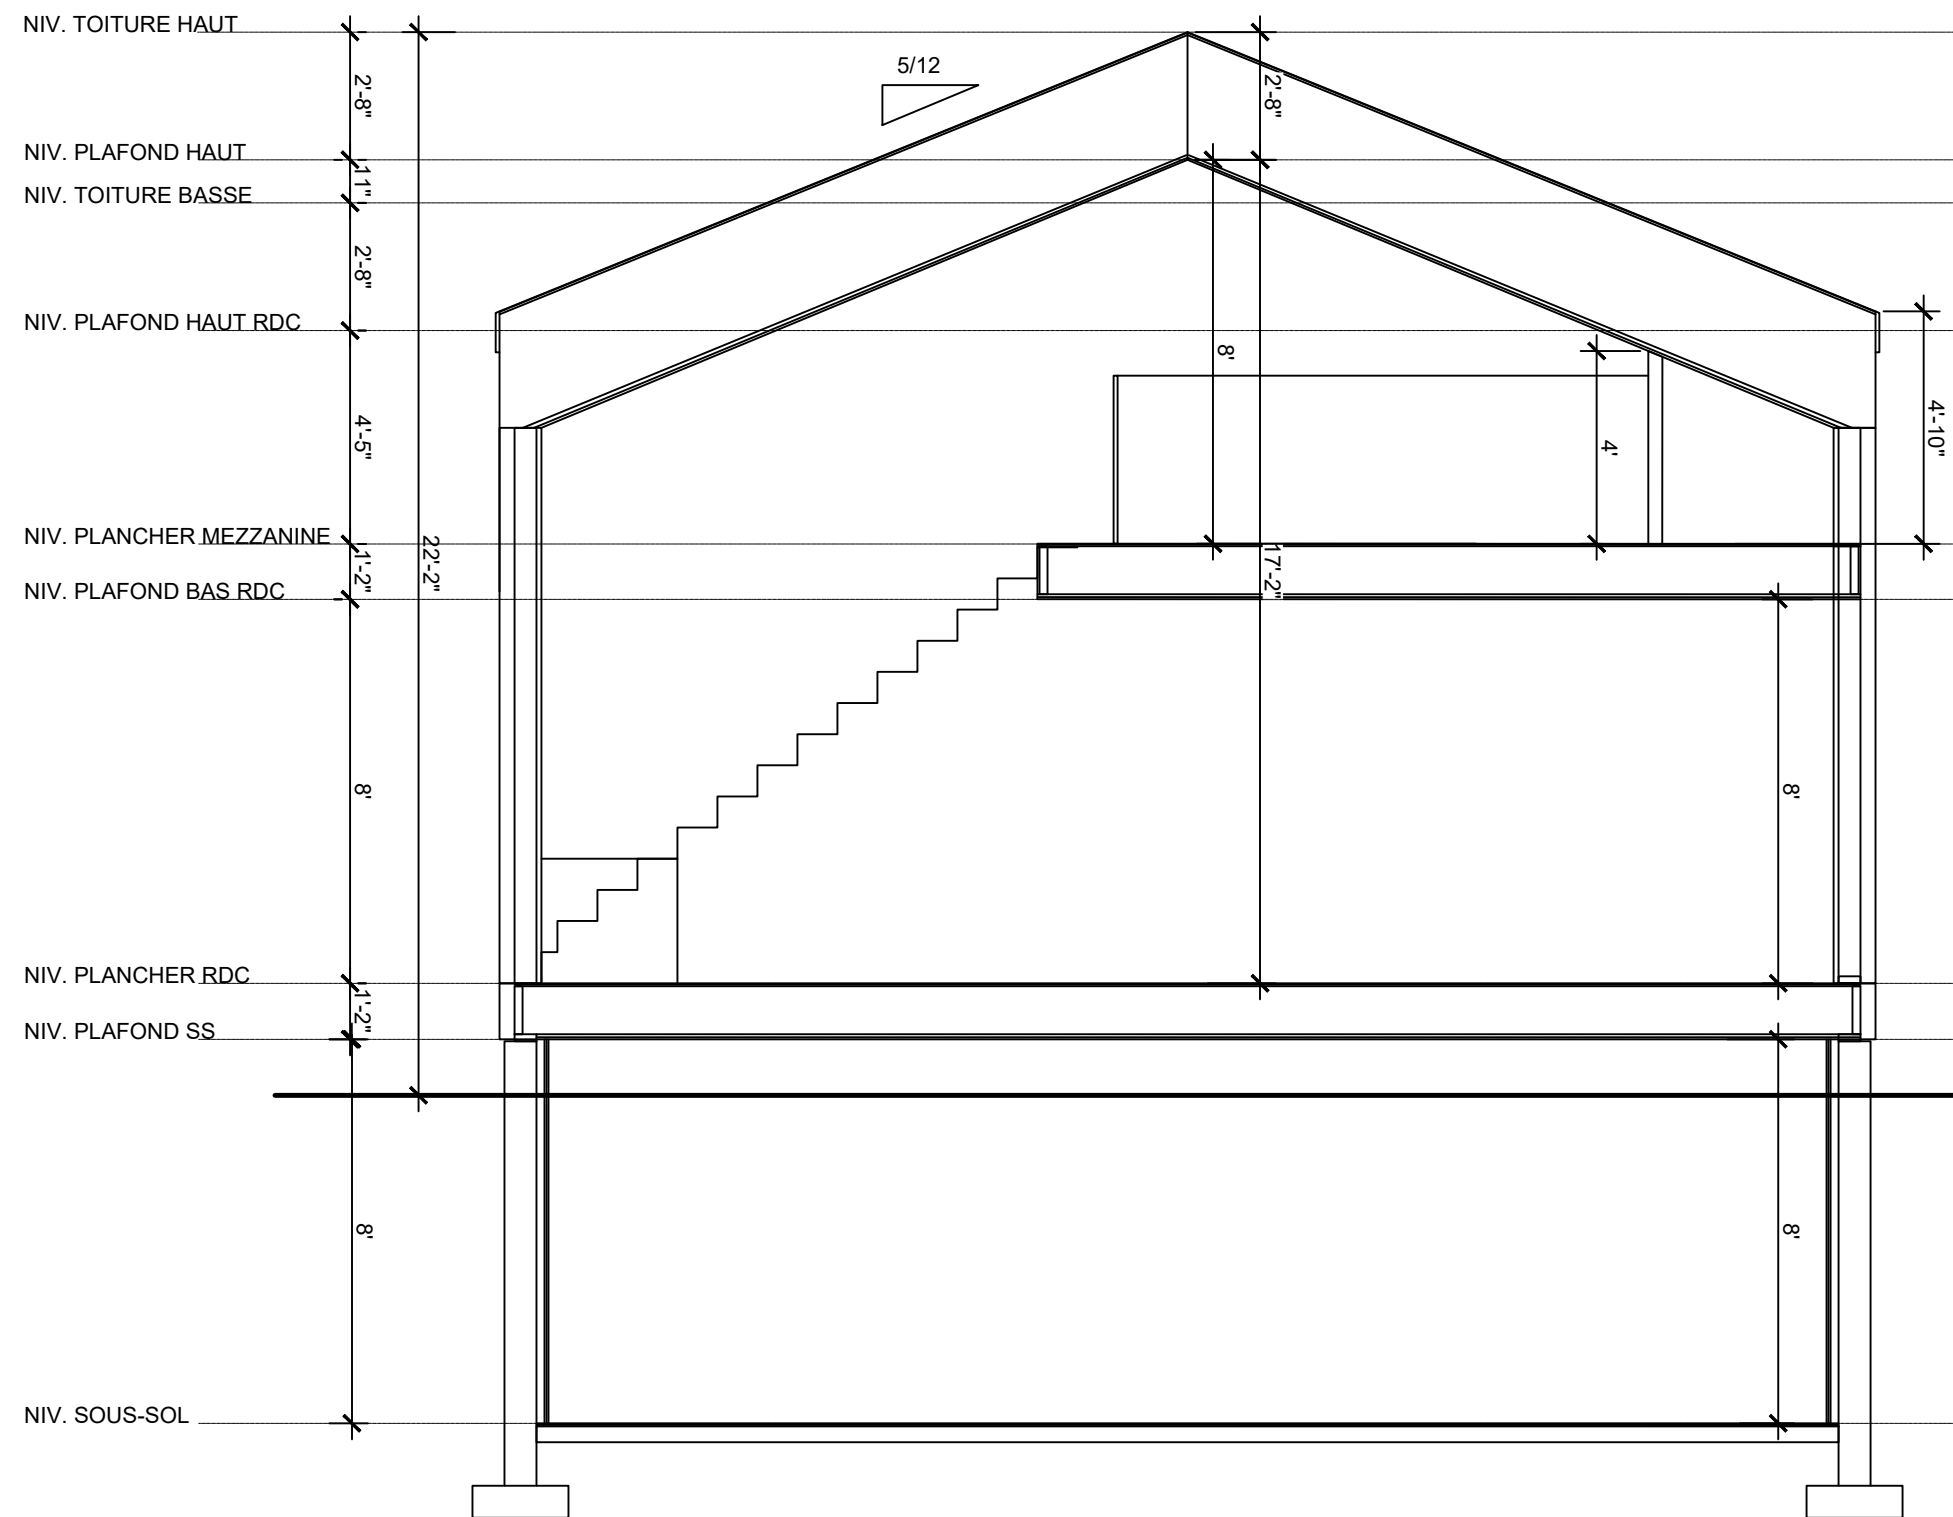 NIV. TOITURE HAUT
5/12
2'-8"
2'-8"
NIV. PLAFOND HAUT
11"
NIV. TOITURE BASSE
2'-8"
NIV. PLAFOND HAUT RDC
8'
4'-5"
4'
4'-10"
NIV. PLANCHER MEZZANINE
22'-2"
1'-2"
17'-2"
NIV. PLAFOND BAS RDC
8'
8'
NIV. PLANCHER RDC
1'-2"
NIV. PLAFOND SS
8'
8'
NIV. SOUS-SOL